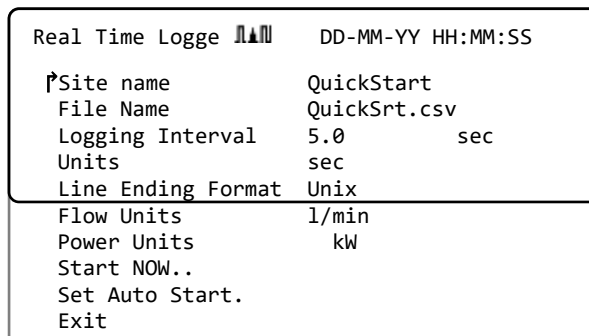 Real Time Logge DD-MM-YY HH:MM:SS
Site name QuickStart
File Name QuickSrt.csv
Logging Interval 5.0 sec
Units sec
Line Ending Format Unix
Flow Units l/min
Power Units kW
Start NOW..
Set Auto Start.
Exit